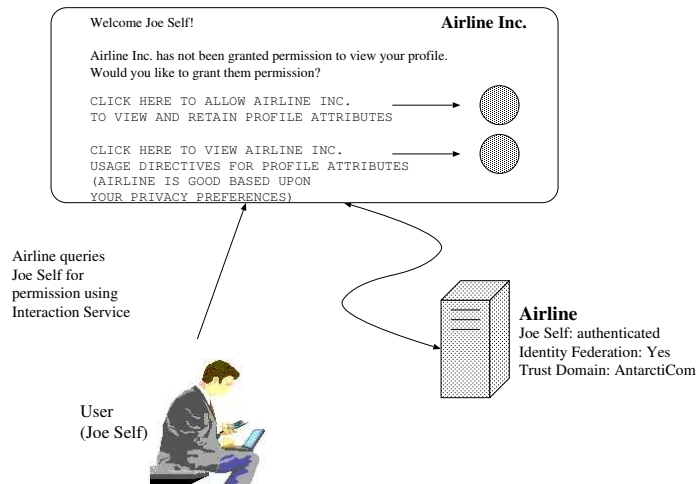 Welcome Joe Self!
Airline Inc.
Airline Inc. has not been granted permission to view your profile.
Would you like to grant them permission?
CLICK HERE TO ALLOW AIRLINE INC.
TO VIEW AND RETAIN PROFILE ATTRIBUTES
CLICK HERE TO VIEW AIRLINE INC.
USAGE DIRECTIVES FOR PROFILE ATTRIBUTES
(AIRLINE IS GOOD BASED UPON
YOUR PRIVACY PREFERENCES)
Airline queries
Joe Self for
permission using
Interaction Service
Airline
Joe Self: authenticated
Identity Federation: Yes
Trust Domain: AntarctiCom
User
(Joe Self)